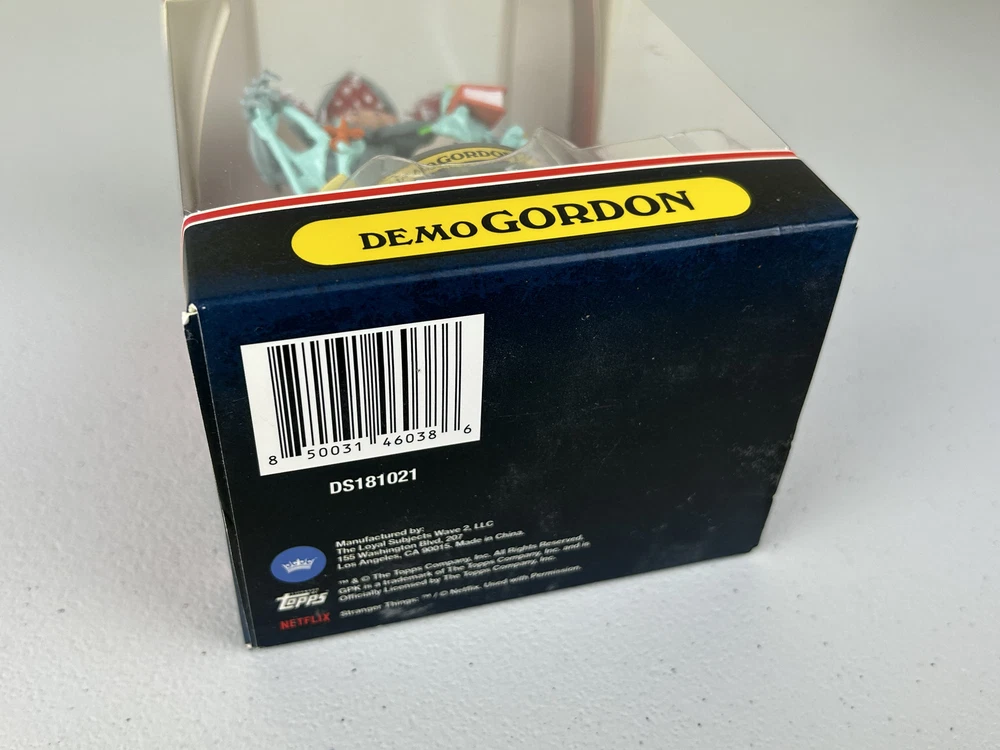 GORDON
DEMOGORDON
8 50031 46038 6
DS181021
Manufactured by:
The Loyal Subjects Wave 2, LLC
155 Washington Blvd, 207
Los Angeles, CA 90015. Made in China.
™ & © The Topps Company, Inc. All Rights Reserved.
GPK is a trademark of The Topps Company, Inc. and is
Officially Licensed by The Topps Company, Inc.
Topps
Stranger Things: ™ / © Netflix. Used with Permission.
NETFLIX